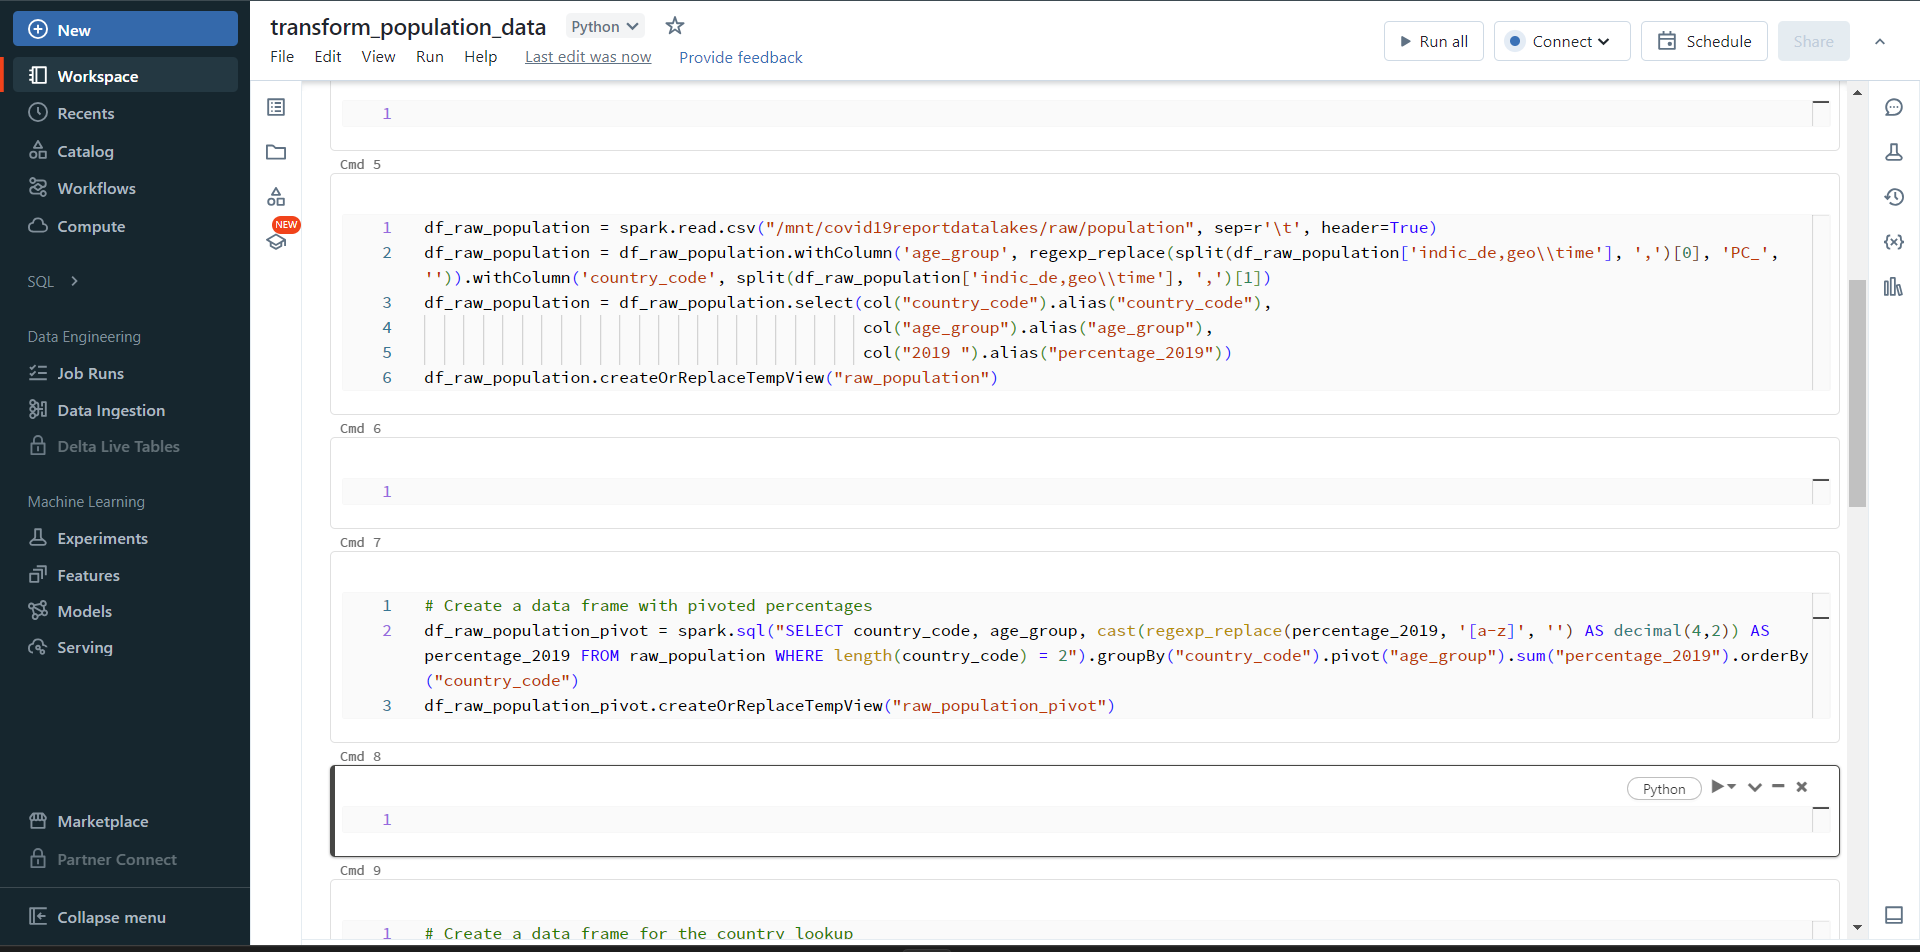 New
Workspace
Recents
Catalog
Workflows
Compute
SQL
Data Engineering
Job Runs
Data Ingestion
Delta Live Tables
Machine Learning
Experiments
Features
Models
Serving
Marketplace
Partner Connect
Collapse menu
transform_population_data Python
File Edit View Run Help Last edit was now Provide feedback
Run all Connect Schedule Share
NEW
1
Cmd 5
1 df_raw_population = spark.read.csv("/mnt/covid19reportdatalakes/raw/population", sep=r'\t', header=True)
2 df_raw_population = df_raw_population.withColumn('age_group', regexp_replace(split(df_raw_population['indic_de,geo\\time'], ',')[0], 'PC_',
'')).withColumn('country_code', split(df_raw_population['indic_de,geo\\time'], ',')[1])
3 df_raw_population = df_raw_population.select(col("country_code").alias("country_code"),
4 col("age_group").alias("age_group"),
5 col("2019 ").alias("percentage_2019"))
6 df_raw_population.createOrReplaceTempView("raw_population")
Cmd 6
1
Cmd 7
1 # Create a data frame with pivoted percentages
2 df_raw_population_pivot = spark.sql("SELECT country_code, age_group, cast(regexp_replace(percentage_2019, '[a-z]', '') AS decimal(4,2)) AS
percentage_2019 FROM raw_population WHERE length(country_code) = 2").groupBy("country_code").pivot("age_group").sum("percentage_2019").orderBy
("country_code")
3 df_raw_population_pivot.createOrReplaceTempView("raw_population_pivot")
Cmd 8
Python
1
Cmd 9
1 # Create a data frame for the country lookup